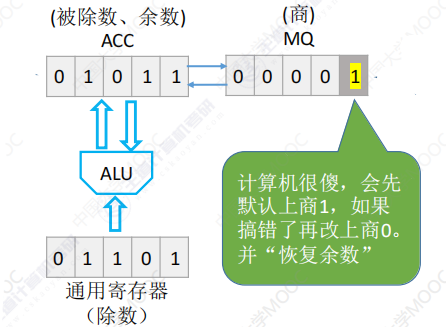 (被除数、余数)
ACC
(商)
MQ
0 1 0 1 1
0 0 0 0 1
ALU
计算机很傻，会先
默认上商1，如果
搞错了再改上商0。
并“恢复余数”
0 1 1 0 1
通用寄存器
（除数）